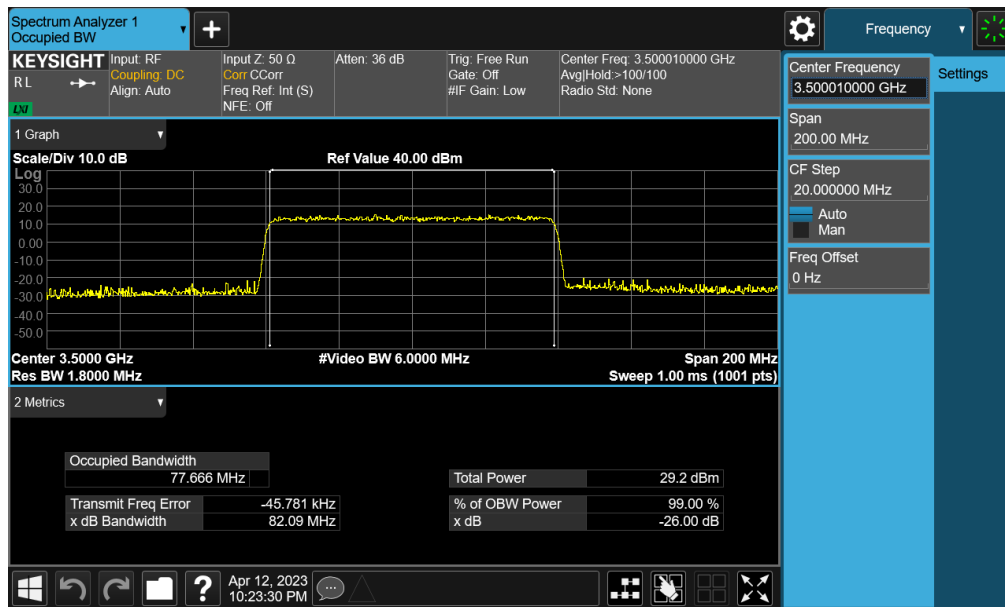 Spectrum Analyzer 1
Occupied BW
+
Frequency
KEYSIGHT
RL
LXI
Input: RF
Coupling: DC
Align: Auto
Input Z: 50 Ω
Corr CCorr
Freq Ref: Int (S)
NFE: Off
Atten: 36 dB
Trig: Free Run
Gate: Off
#IF Gain: Low
Center Freq: 3.500010000 GHz
Avg|Hold:>100/100
Radio Std: None
Center Frequency
3.500010000 GHz
Settings
Span
200.00 MHz
CF Step
20.000000 MHz
Auto
Man
Freq Offset
0 Hz
1 Graph
Scale/Div 10.0 dB
Ref Value 40.00 dBm
Log
30.0
20.0
10.0
0.00
-10.0
-20.0
-30.0
-40.0
-50.0
Center 3.5000 GHz
#Video BW 6.0000 MHz
Span 200 MHz
Res BW 1.8000 MHz
Sweep 1.00 ms (1001 pts)
2 Metrics
Occupied Bandwidth
77.666 MHz
Total Power 29.2 dBm
Transmit Freq Error -45.781 kHz
% of OBW Power 99.00 %
x dB Bandwidth 82.09 MHz
x dB -26.00 dB
?
Apr 12, 2023
10:23:30 PM